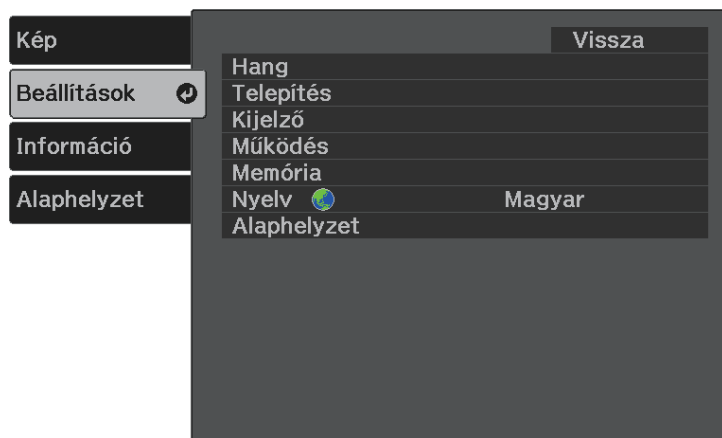 Kép
Beállítások
Információ
Alaphelyzet
Vissza
Hang
Telepítés
Kijelző
Működés
Memória
Nyelv Magyar
Alaphelyzet